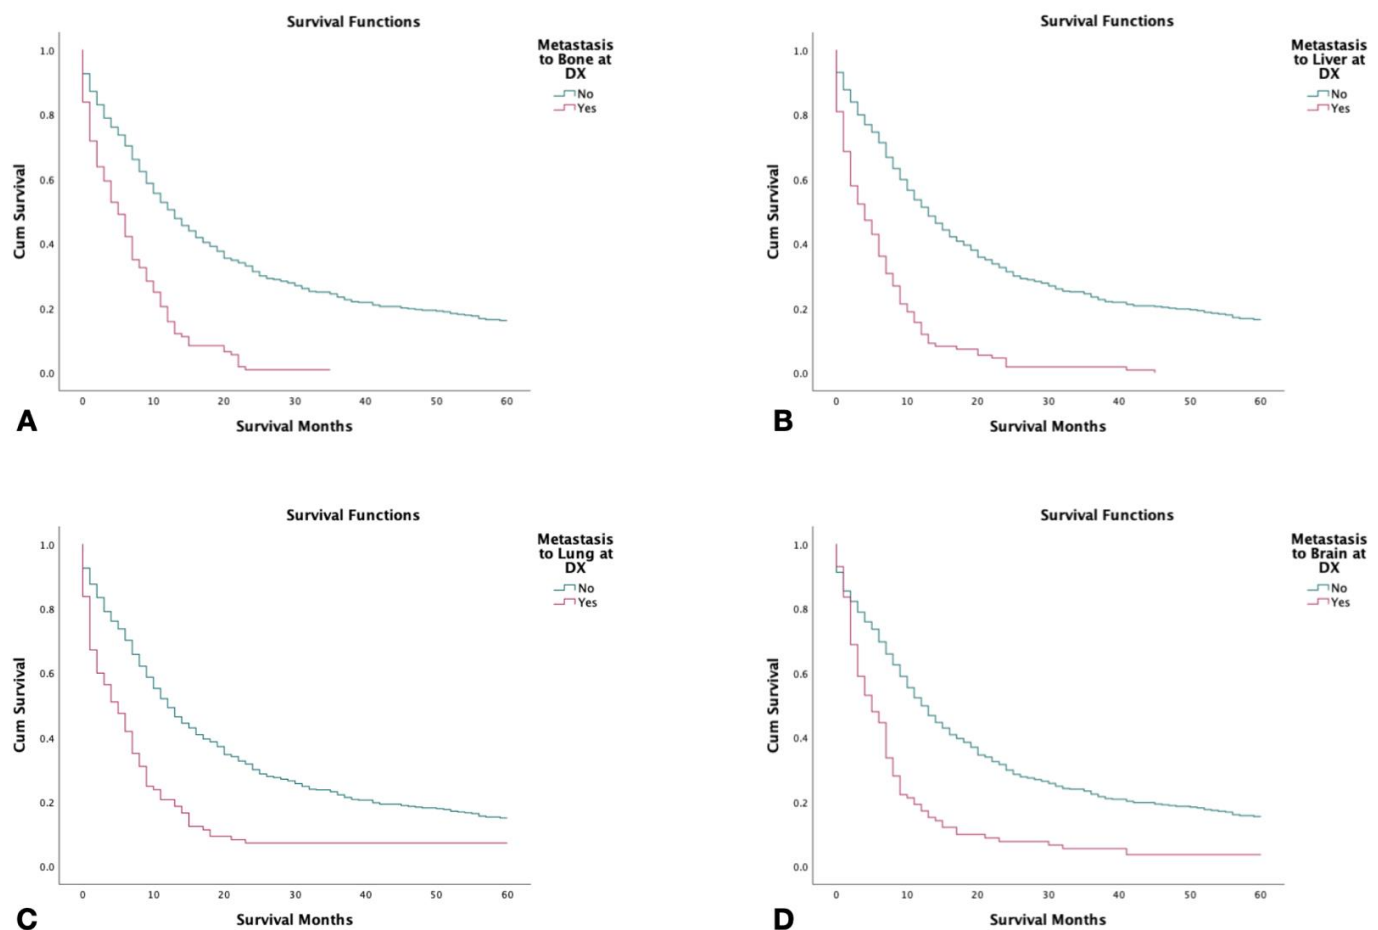 Survival Functions
Metastasis
to Bone at
DX
No
Yes
1.0
0.8
0.6
0.4
0.2
0.0
Cum Survival
0 10 20 30 40 50 60
Survival Months
A
Survival Functions
Metastasis
to Liver at
DX
No
Yes
1.0
0.8
0.6
0.4
0.2
0.0
Cum Survival
0 10 20 30 40 50 60
Survival Months
B
Survival Functions
Metastasis
to Lung at
DX
No
Yes
1.0
0.8
0.6
0.4
0.2
0.0
Cum Survival
0 10 20 30 40 50 60
Survival Months
C
Survival Functions
Metastasis
to Brain at
DX
No
Yes
1.0
0.8
0.6
0.4
0.2
0.0
Cum Survival
0 10 20 30 40 50 60
Survival Months
D